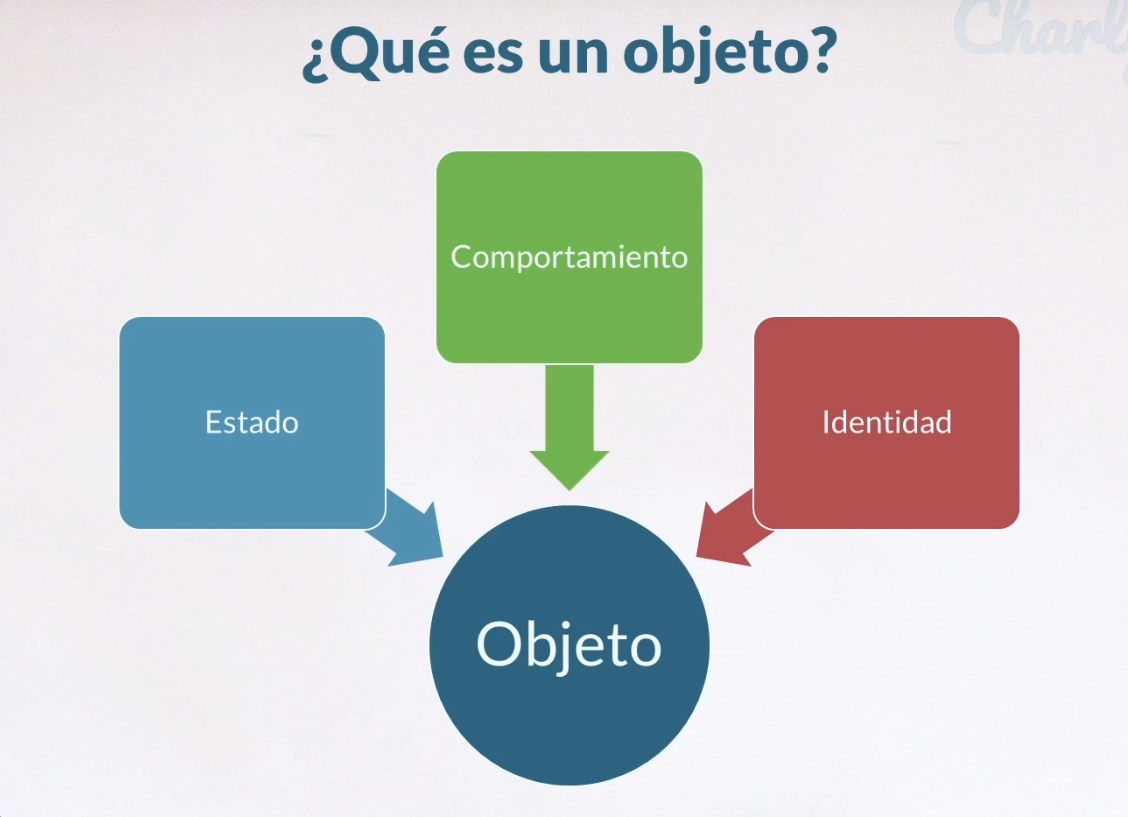 ¿Qué es un objeto?
Comportamiento
Estado
Identidad
Objeto